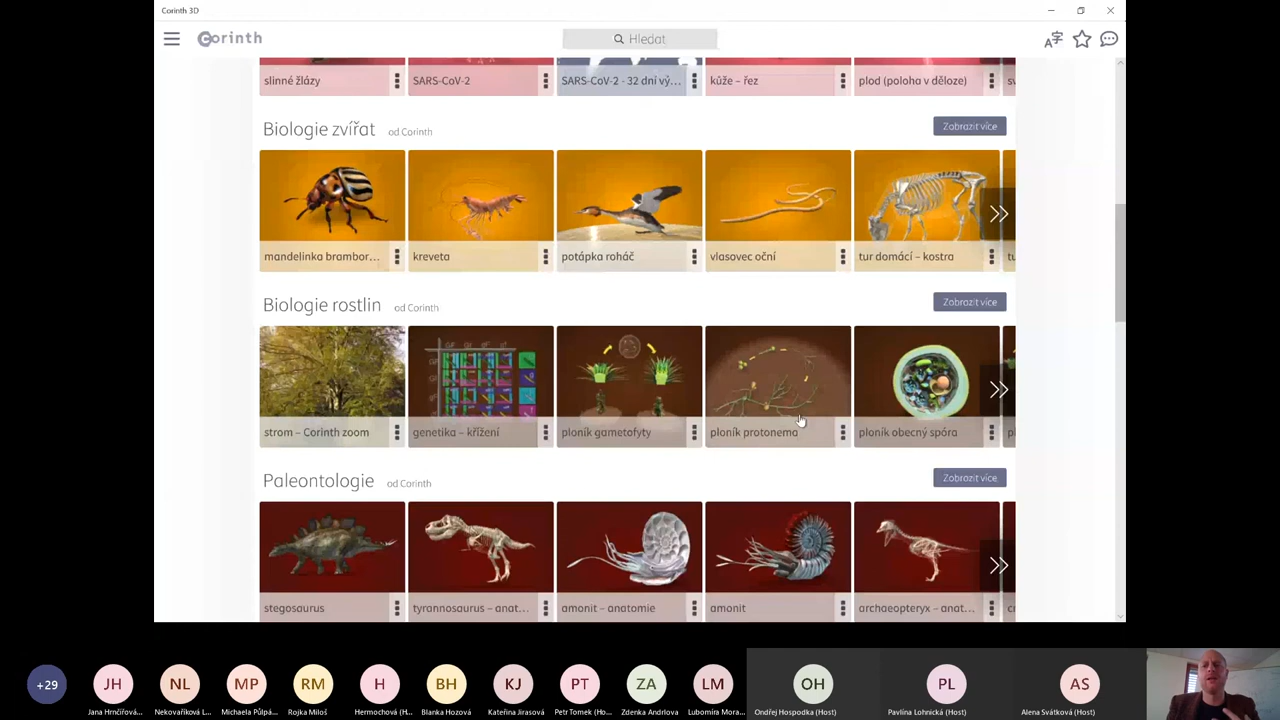 Corinth 3D
corinth
Hledat
slinné žlázy
SARS-CoV-2
SARS-CoV-2 - 32 dní vý...
kůže – řez
plod (poloha v děloze)
Biologie zvířat
od Corinth
Zobrazit více
mandelinka brambor...
kreveta
potápka roháč
vlasovec oční
tur domácí – kostra
Biologie rostlin
od Corinth
Zobrazit více
strom – Corinth zoom
genetika – křížení
ploník gametofyty
ploník protonema
ploník obecný spóra
Paleontologie
od Corinth
Zobrazit více
stegosaurus
tyrannosaurus – anat...
amonit – anatomie
amonit
archaeopteryx – anat...
+29
JH
NL
MP
RM
H
BH
KJ
PT
ZA
LM
OH
PL
AS
Jana Hrnčířová...
Nekovaříková L...
Michaela Půlpá...
Rojka Miloš
Hermochová (H...
Blanka Hozová
Kateřina Jirasová
Petr Tomek (Ho...
Zdenka Andrlova
Lubomíra Mora...
Ondřej Hospodka (Host)
Pavlína Lohnická (Host)
Alena Svátková (Host)